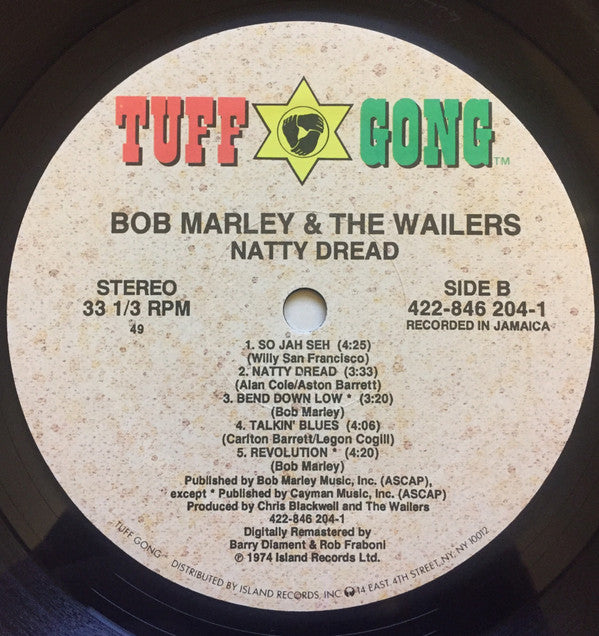 TUFF GONG™
BOB MARLEY & THE WAILERS
NATTY DREAD
STEREO
33 1/3 RPM
49
SIDE B
422-846 204-1
RECORDED IN JAMAICA
1. SO JAH SEH (4:25)
(Willy San Francisco)
2. NATTY DREAD (3:33)
(Alan Cole/Aston Barrett)
3. BEND DOWN LOW * (3:20)
(Bob Marley)
4. TALKIN' BLUES (4:06)
(Carlton Barrett/Legon Cogill)
5. REVOLUTION * (4:20)
(Bob Marley)
Published by Bob Marley Music, Inc. (ASCAP),
except * Published by Cayman Music, Inc. (ASCAP)
Produced by Chris Blackwell and The Wailers
422-846 204-1
Digitally Remastered by
Barry Diament & Rob Fraboni
℗ 1974 Island Records Ltd.
TUFF GONG™ DISTRIBUTED BY ISLAND RECORDS, INC 14 EAST 4TH STREET, NY, NY 10012